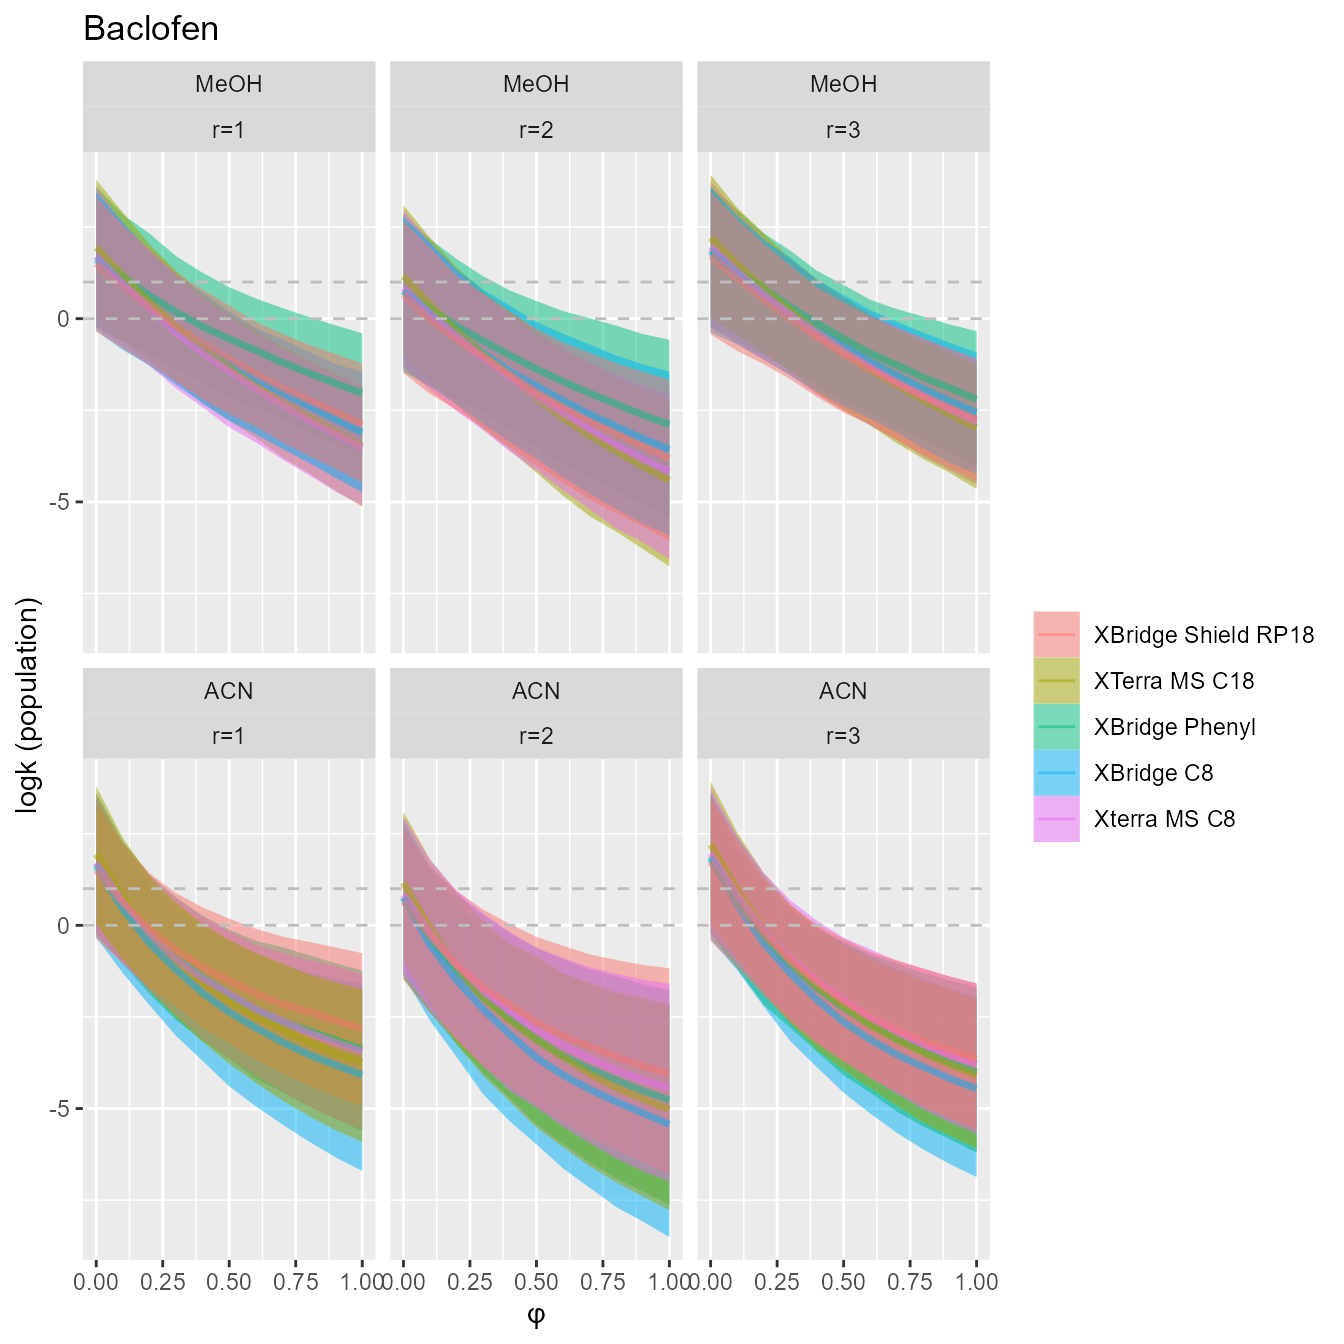 Baclofen
MeOH MeOH MeOH
r=1 r=2 r=3
0
-5
ACN ACN ACN
r=1 r=2 r=3
0
-5
0.00 0.25 0.50 0.75 1.00 0.00 0.25 0.50 0.75 1.00 0.00 0.25 0.50 0.75 1.00
φ
logk (population)
XBridge Shield RP18
XTerra MS C18
XBridge Phenyl
XBridge C8
Xterra MS C8